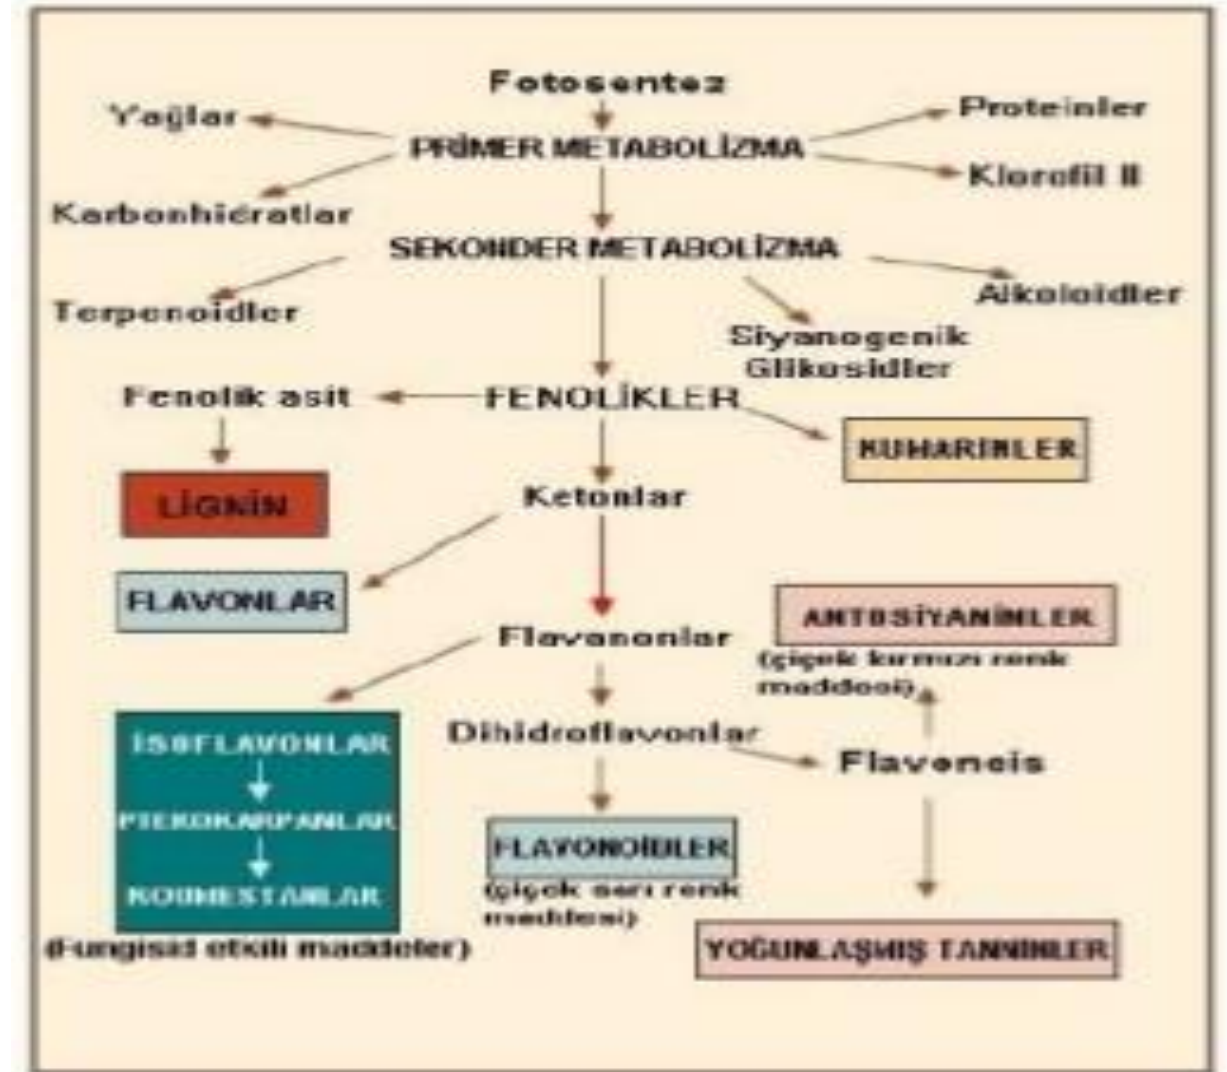 Fotosentez
Yağlar
Proteinler
PRİMER METABOLİZMA
Klorofil II
Karbonhidratlar
SEKONDER METABOLİZMA
Terpenoidler
Alkoloidler
Siyanogenik
Glikosidler
Fenolik asit
FENOLİKLER
KUMARİNLER
LİGNİN
Ketonlar
FLAVONLAR
ANTOSİYANİNLER
Flavanonlar
(çiçek kırmızı renk
maddesi)
İSOFLAVONLAR
Dihidroflavonlar
PTEROKARPANLAR
FLAVONOİDLER
KOUMESTANLAR
(çiçek sarı renk
maddesi)
(Fungisid etkili maddeler)
YOĞUNLAŞMIŞ TANNİNLER